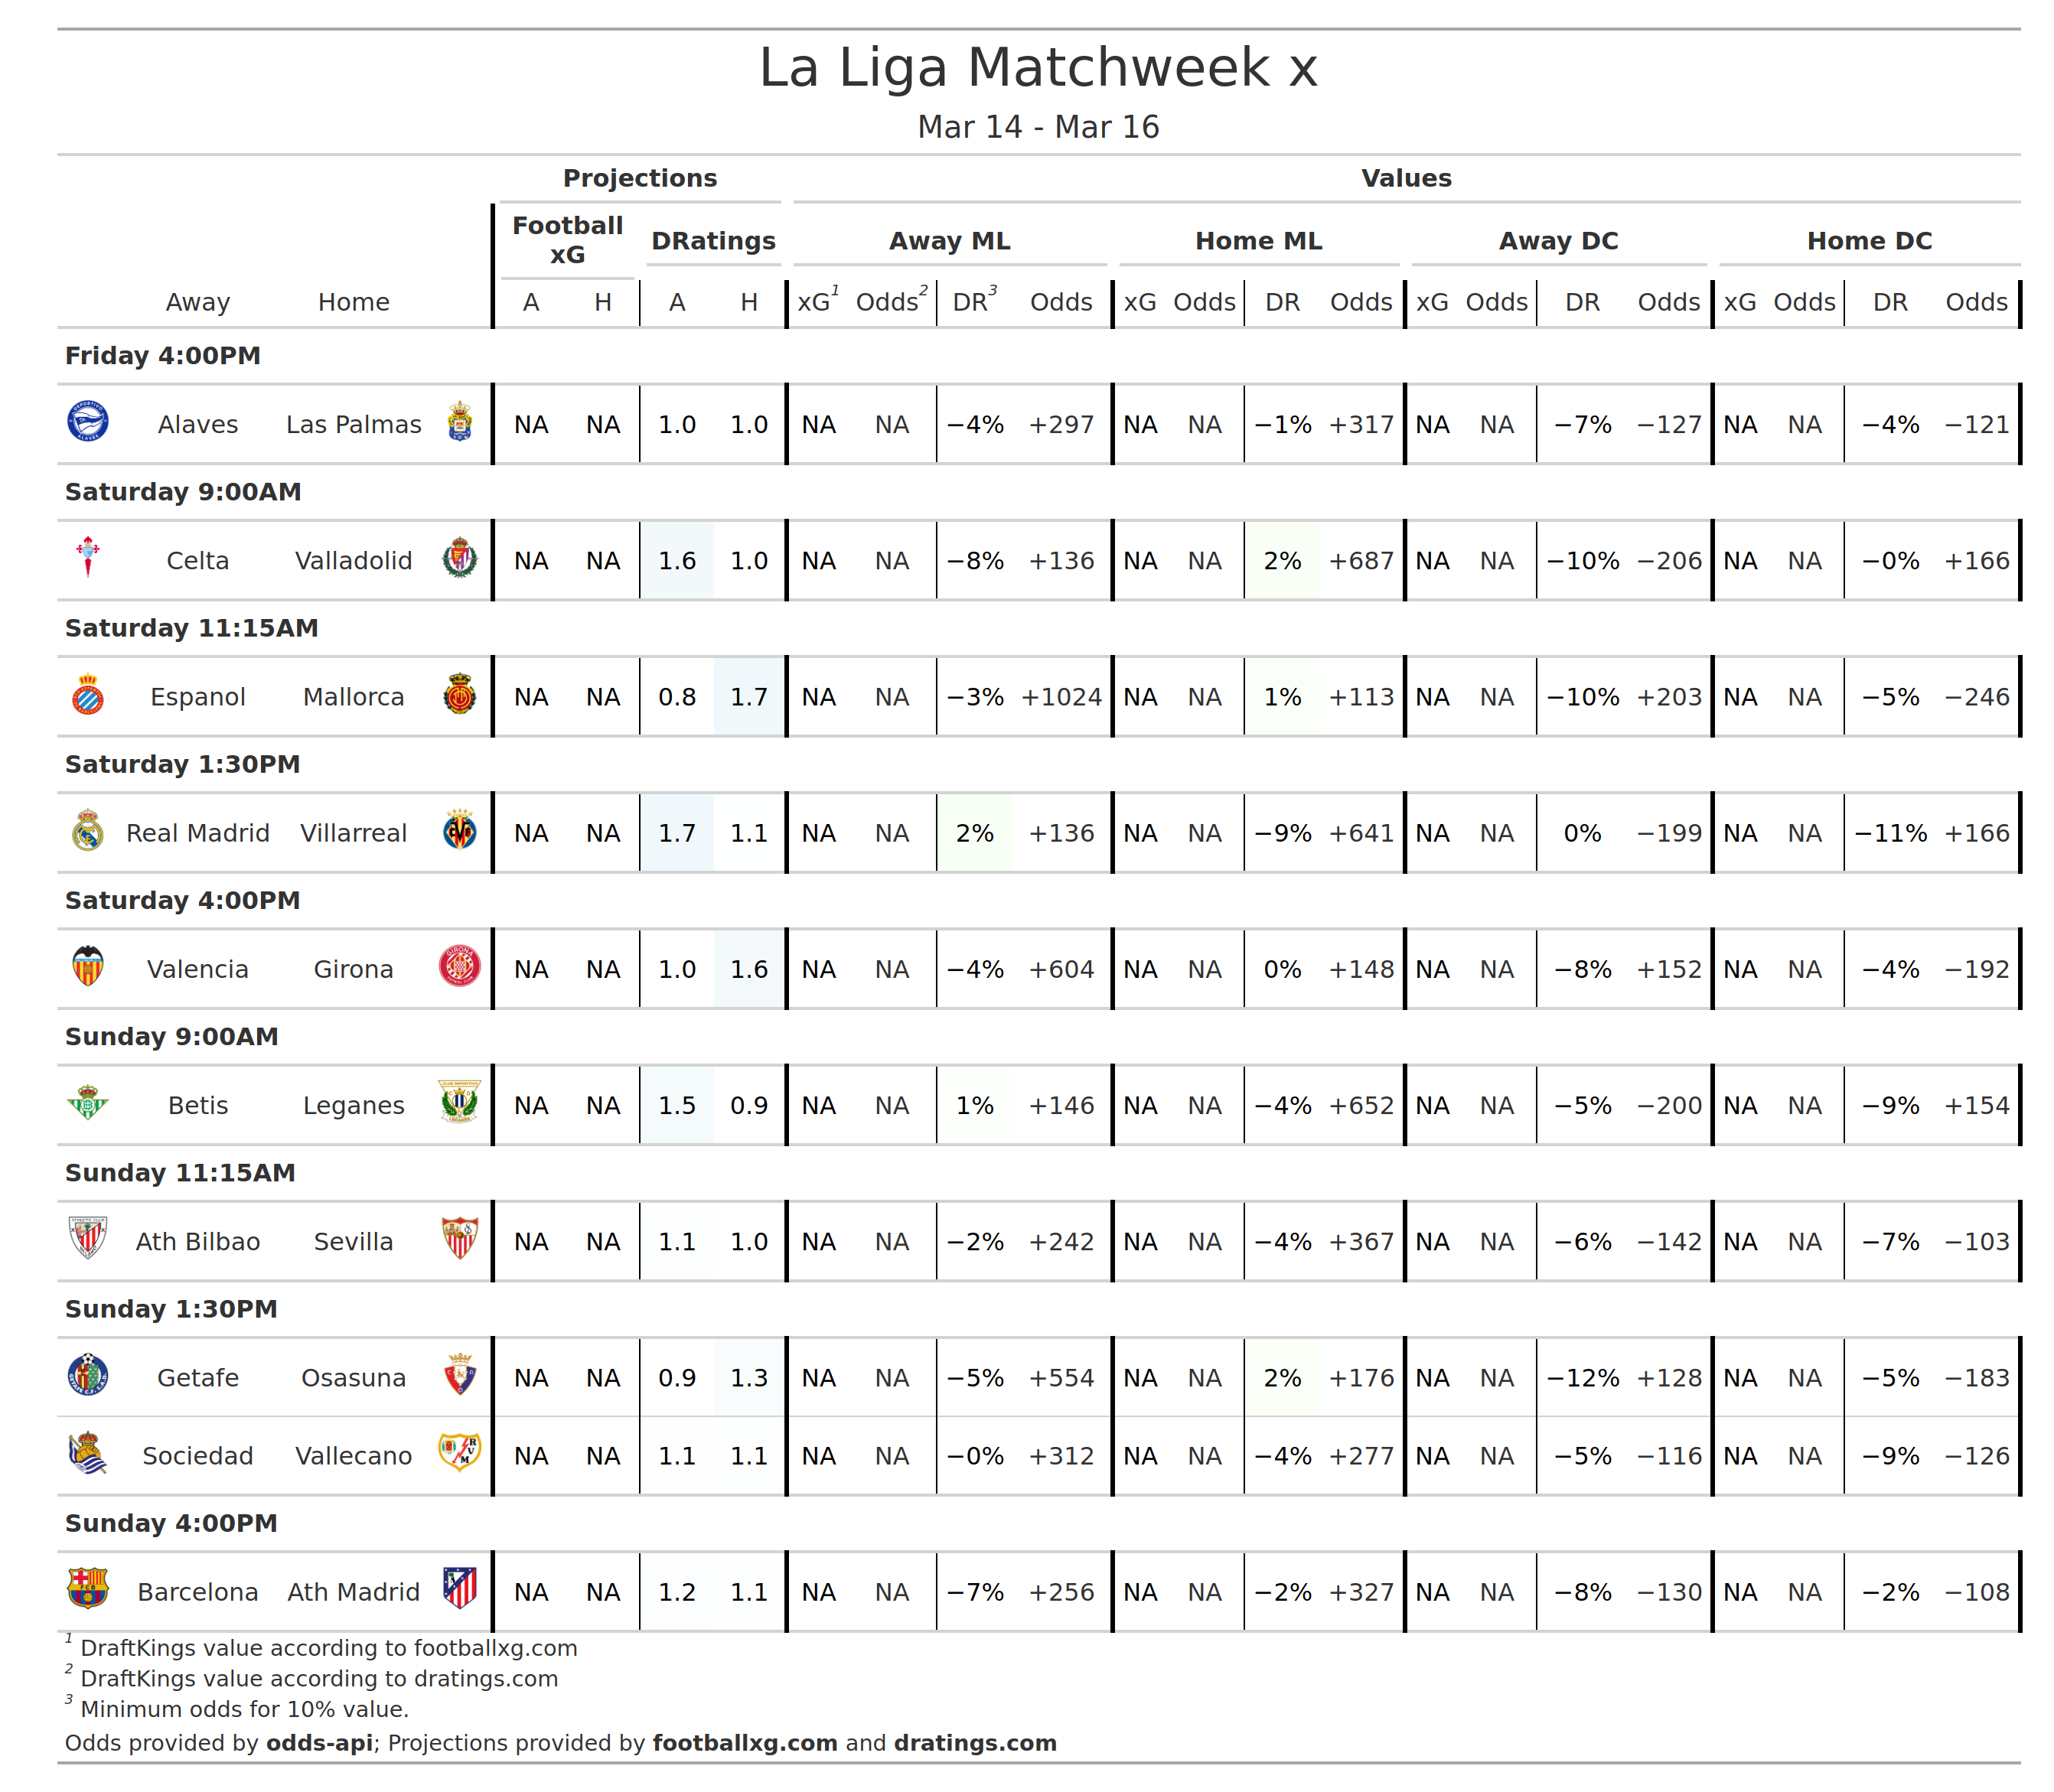 La Liga Matchweek x
Mar 14 - Mar 16
Projections Values
Football xG DRatings Away ML Home ML Away DC Home DC
Away Home A H A H xG1 Odds2 DR3 Odds xG Odds DR Odds xG Odds DR Odds xG Odds DR Odds
Friday 4:00PM
Alaves Las Palmas NA NA 1.0 1.0 NA NA −4% +297 NA NA −1% +317 NA NA −7% −127 NA NA −4% −121
Saturday 9:00AM
Celta Valladolid NA NA 1.6 1.0 NA NA −8% +136 NA NA 2% +687 NA NA −10% −206 NA NA −0% +166
Saturday 11:15AM
Espanol Mallorca NA NA 0.8 1.7 NA NA −3% +1024 NA NA 1% +113 NA NA −10% +203 NA NA −5% −246
Saturday 1:30PM
Real Madrid Villarreal NA NA 1.7 1.1 NA NA 2% +136 NA NA −9% +641 NA NA 0% −199 NA NA −11% +166
Saturday 4:00PM
Valencia Girona NA NA 1.0 1.6 NA NA −4% +604 NA NA 0% +148 NA NA −8% +152 NA NA −4% −192
Sunday 9:00AM
Betis Leganes NA NA 1.5 0.9 NA NA 1% +146 NA NA −4% +652 NA NA −5% −200 NA NA −9% +154
Sunday 11:15AM
Ath Bilbao Sevilla NA NA 1.1 1.0 NA NA −2% +242 NA NA −4% +367 NA NA −6% −142 NA NA −7% −103
Sunday 1:30PM
Getafe Osasuna NA NA 0.9 1.3 NA NA −5% +554 NA NA 2% +176 NA NA −12% +128 NA NA −5% −183
Sociedad Vallecano NA NA 1.1 1.1 NA NA −0% +312 NA NA −4% +277 NA NA −5% −116 NA NA −9% −126
Sunday 4:00PM
Barcelona Ath Madrid NA NA 1.2 1.1 NA NA −7% +256 NA NA −2% +327 NA NA −8% −130 NA NA −2% −108
1 DraftKings value according to footballxg.com
2 DraftKings value according to dratings.com
3 Minimum odds for 10% value.
Odds provided by odds-api; Projections provided by footballxg.com and dratings.com